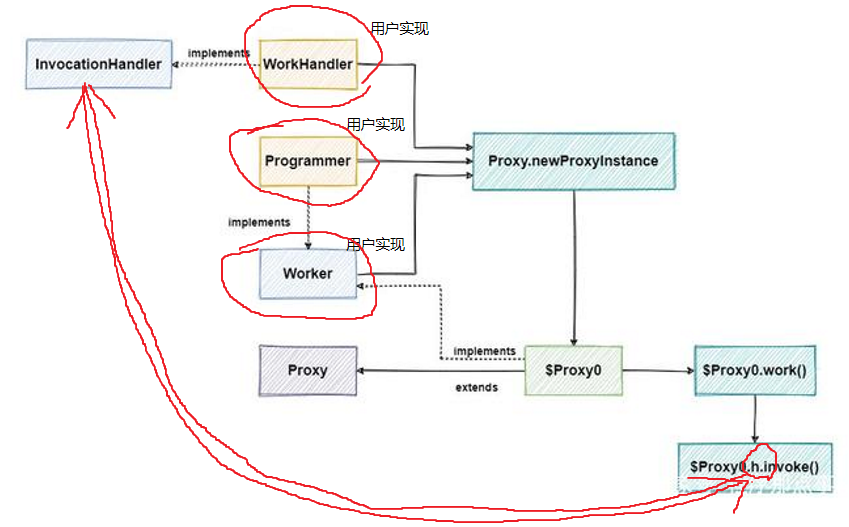 用户实现
InvocationHandler
implements
WorkHandler
用户实现
Programmer
Proxy.newProxyInstance
implements
用户实现
Worker
implements
Proxy
extends
$Proxy0
$Proxy0.work()
$Proxy0.h.invoke()